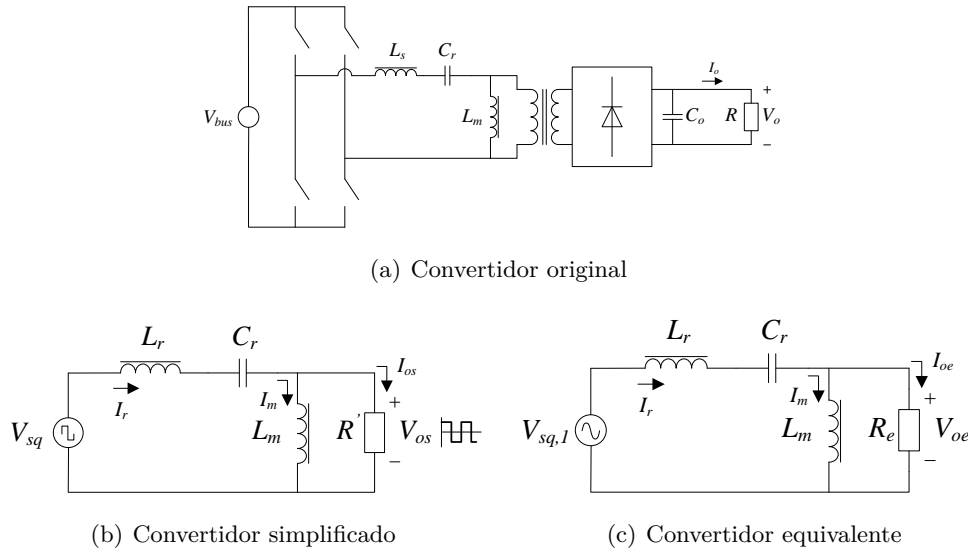 V_bus
L_s
C_r
L_m
I_o
C_o
R
+
V_o
−
(a) Convertidor original
V_sq
L_r
I_r
C_r
I_m
L_m
I_os
R'
+
V_os
−
(b) Convertidor simplificado
V_sq,1
L_r
I_r
C_r
I_m
L_m
I_oe
R_e
+
V_oe
−
(c) Convertidor equivalente